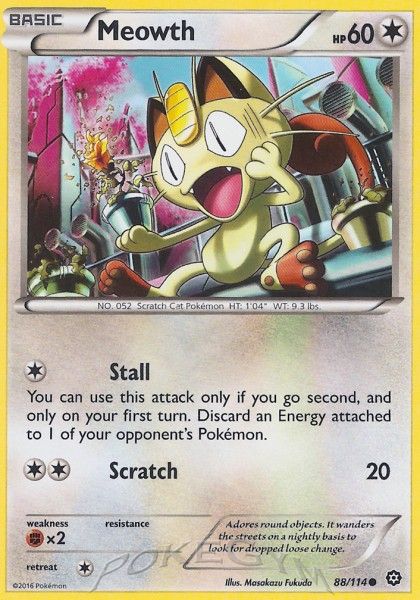 BASIC
Meowth
HP60
NO. 052 Scratch Cat Pokémon HT: 1'04" WT: 9.3 lbs.
Stall
You can use this attack only if you go second, and
only on your first turn. Discard an Energy attached
to 1 of your opponent's Pokémon.
Scratch 20
weakness resistance
×2
Adores round objects. It wanders
the streets on a nightly basis to
look for dropped loose change.
retreat
POKEGYM
©2016 Pokémon
Illus. Masakazu Fukuda
88/114